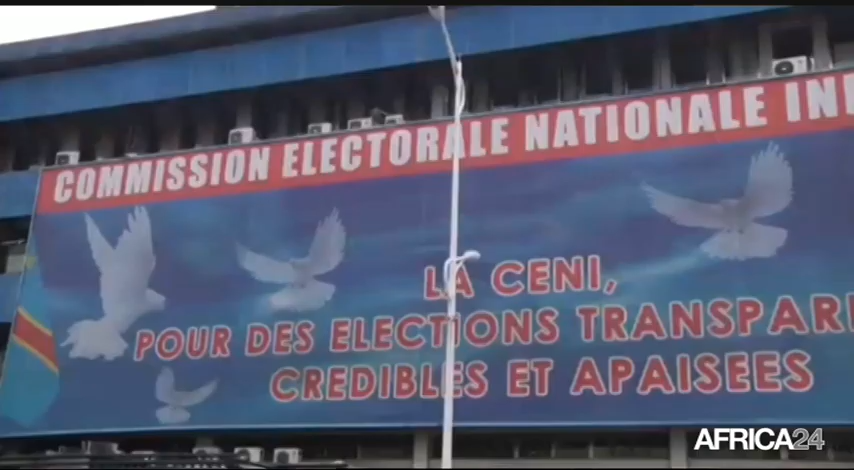 COMMISSION ELECTORALE NATIONALE
LA CENI,
POUR DES ELECTIONS
CREDIBLES ET APAISEES
AFRICA24